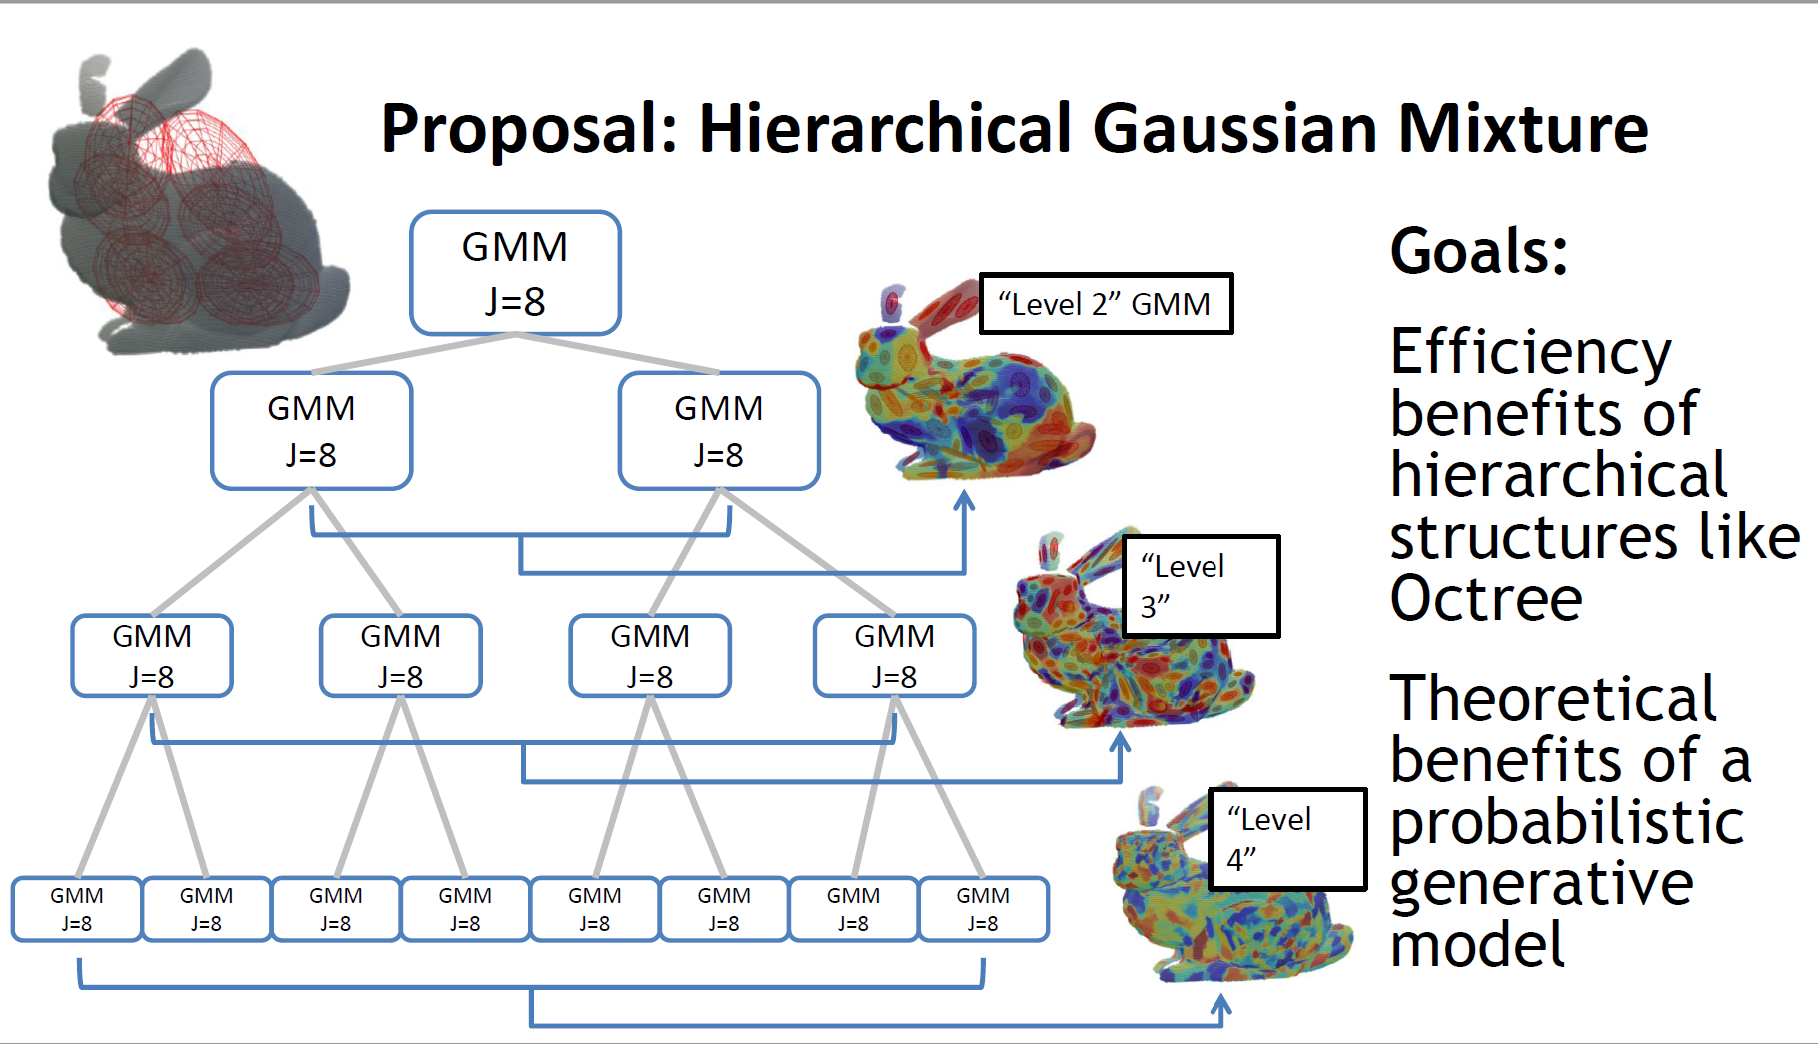 Proposal: Hierarchical Gaussian Mixture
GMM
J=8
GMM
J=8
GMM
J=8
"Level 2" GMM
GMM
J=8
GMM
J=8
GMM
J=8
GMM
J=8
"Level
3"
GMM
J=8
GMM
J=8
GMM
J=8
GMM
J=8
GMM
J=8
GMM
J=8
GMM
J=8
GMM
J=8
"Level
4"
Goals:
Efficiency
benefits of
hierarchical
structures like
Octree
Theoretical
benefits of a
probabilistic
generative
model